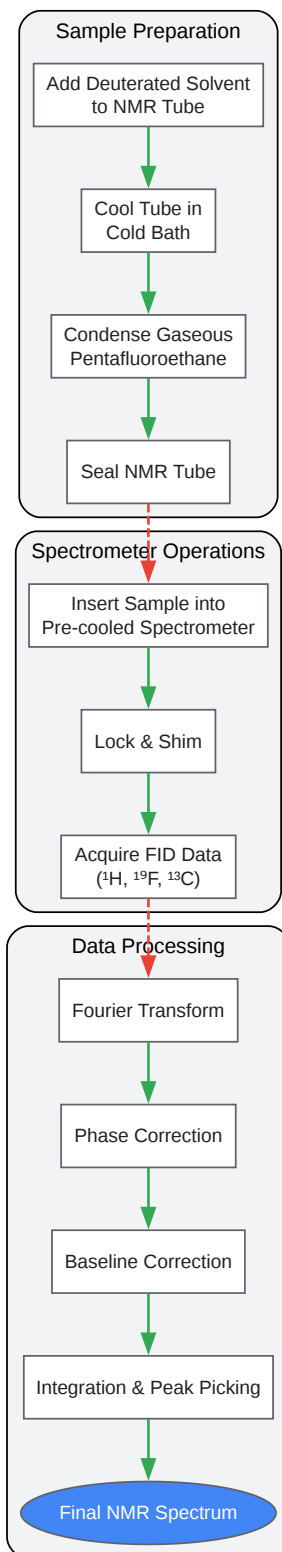 Sample Preparation
Add Deuterated Solvent
to NMR Tube
Cool Tube in
Cold Bath
Condense Gaseous
Pentafluoroethane
Seal NMR Tube
Spectrometer Operations
Insert Sample into
Pre-cooled Spectrometer
Lock & Shim
Acquire FID Data
(¹H, ¹⁹F, ¹³C)
Data Processing
Fourier Transform
Phase Correction
Baseline Correction
Integration & Peak Picking
Final NMR Spectrum